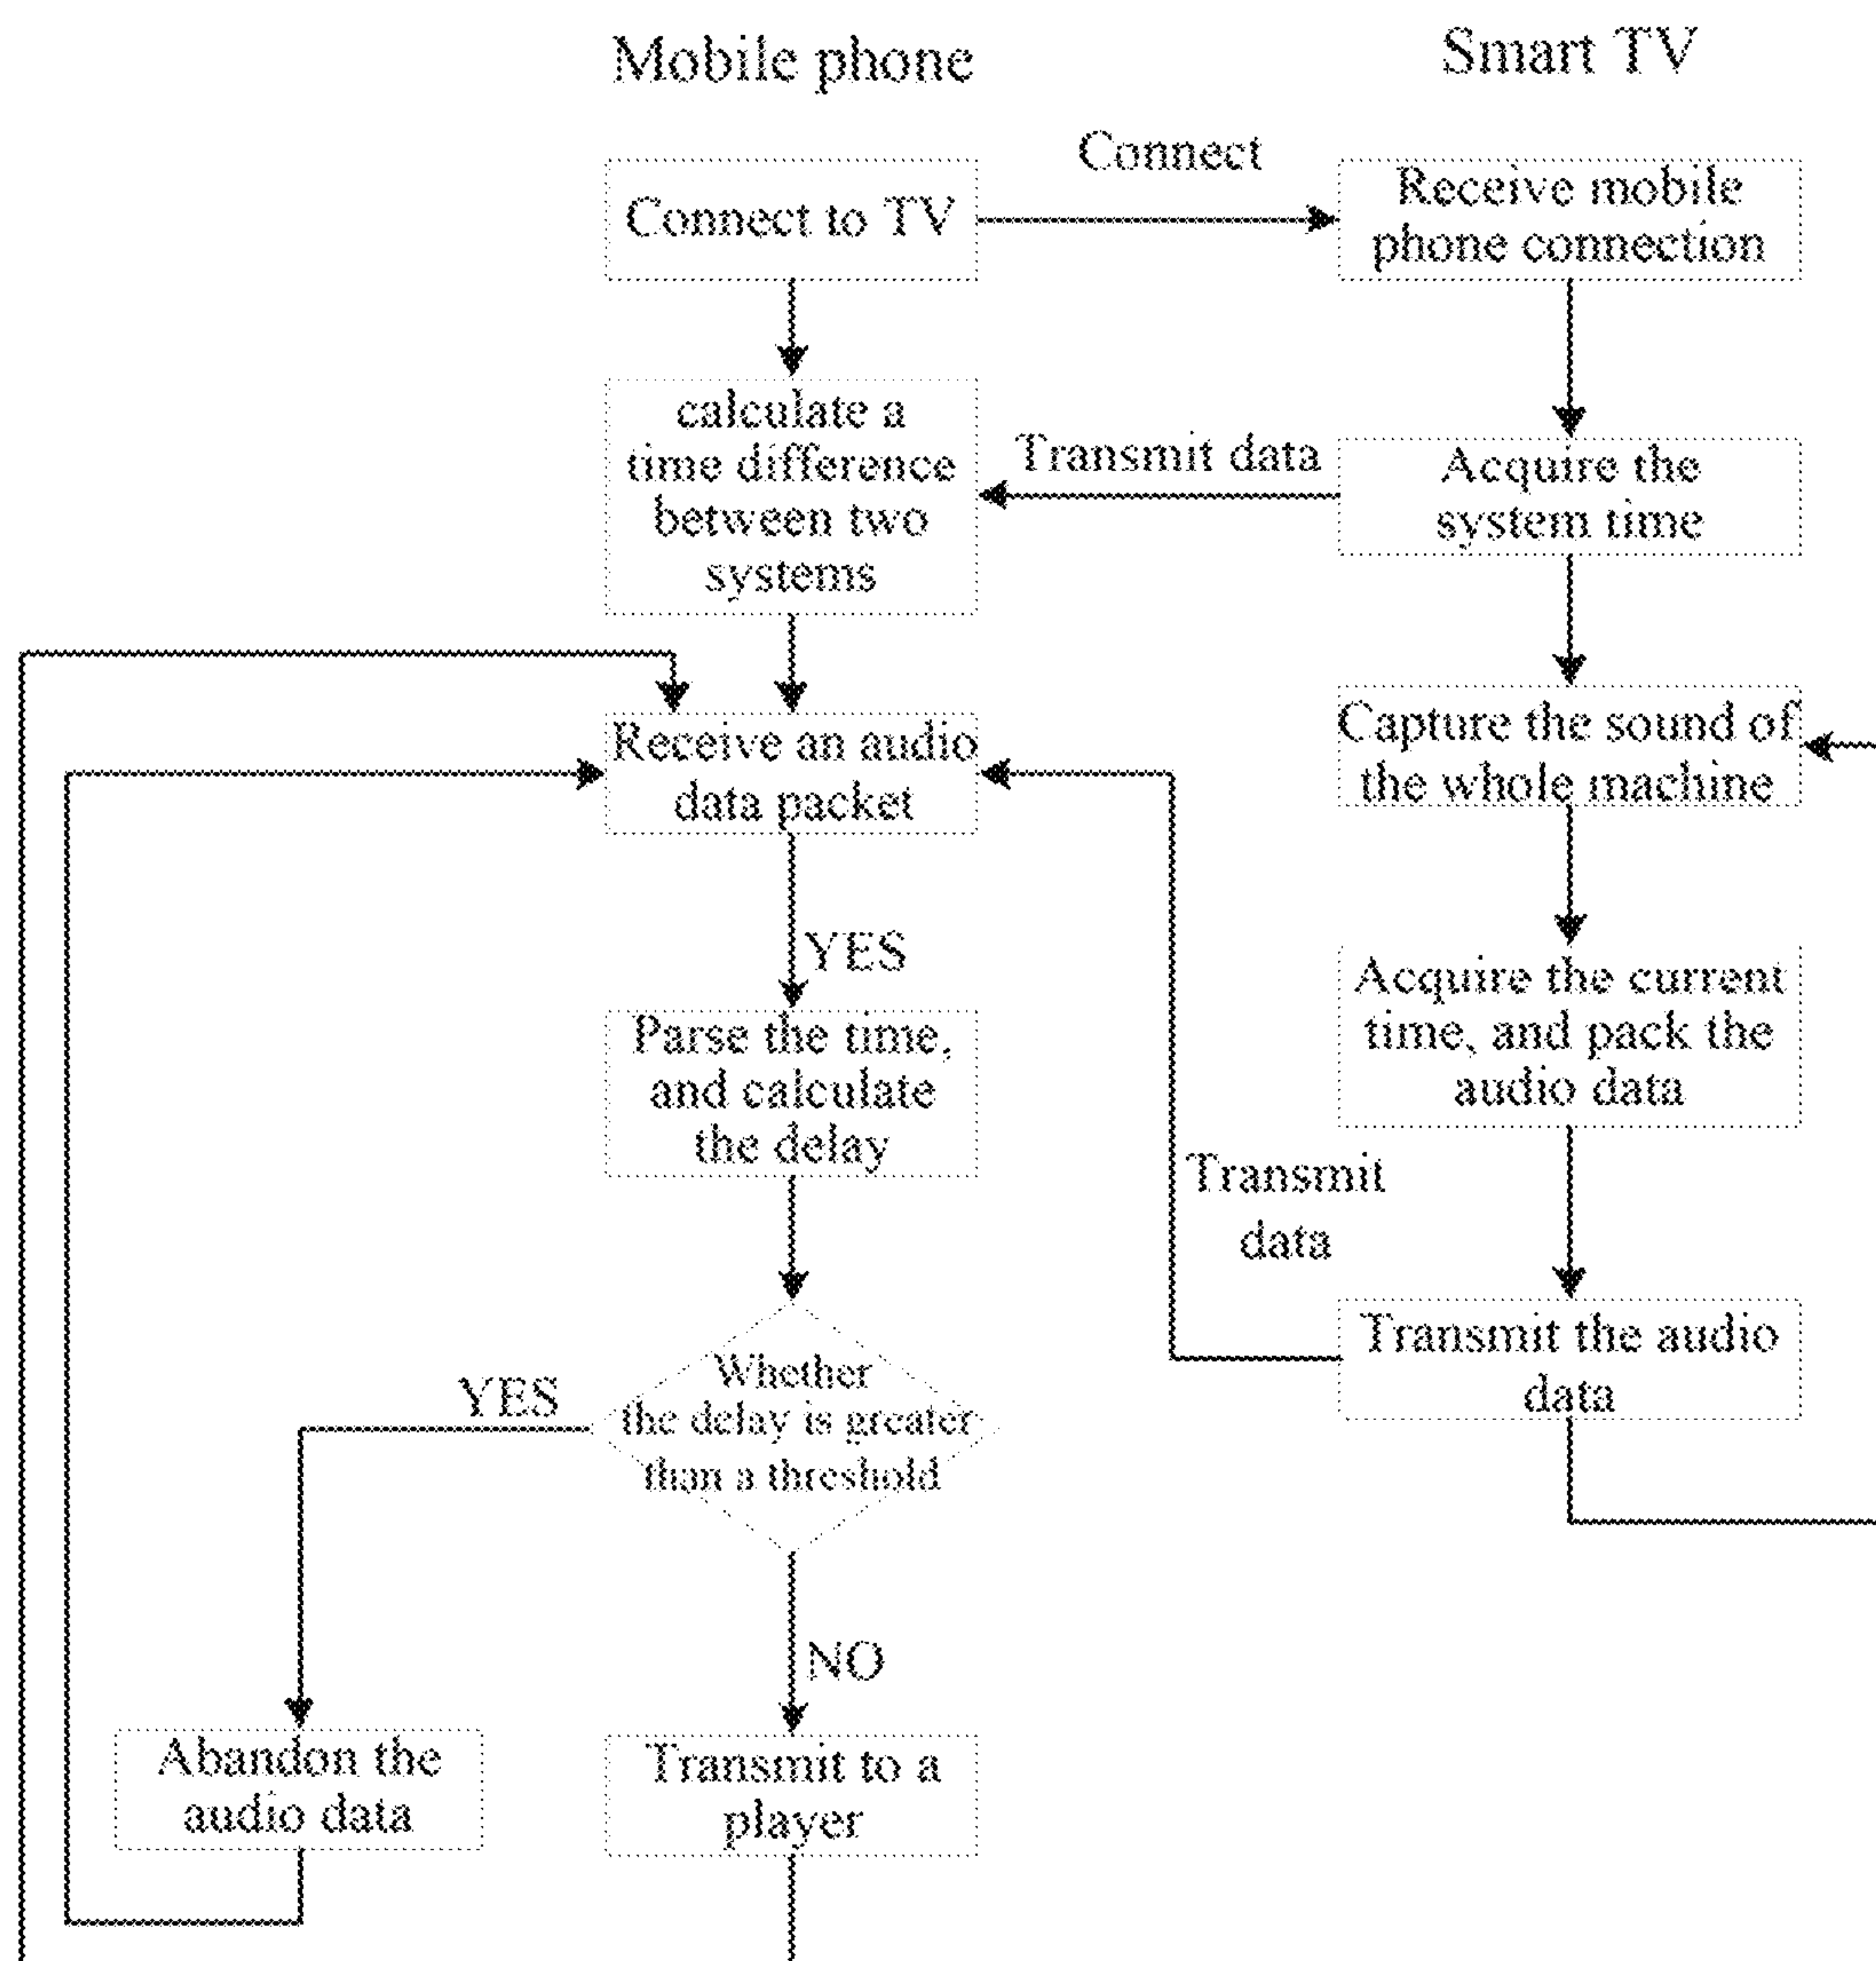 Mobile phone
Smart TV
Connect
Connect to TV
Receive mobile
phone connection
calculate a
time difference
between two
systems
Transmit data
Acquire the
system time
Receive an audio
data packet
Capture the sound of
the whole machine
YES
Parse the time,
and calculate
the delay
Acquire the current
time, and pack the
audio data
Transmit
data
Transmit the audio
data
Whether
the delay is greater
than a threshold
YES
NO
Abandon the
audio data
Transmit to a
player